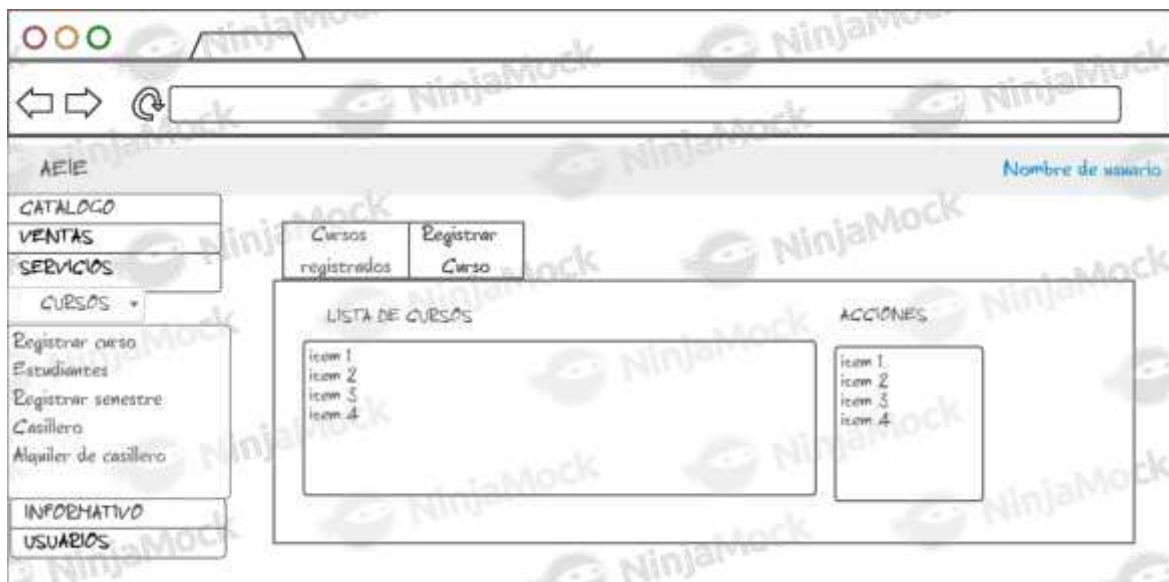 AEIE
Nombre de usuario
CATALOGO
VENTAS
SERVICIOS
CURSOS
Registrar curso
Estudiantes
Registrar semestre
Casillero
Alquiler de casillero
INFORMATIVO
USUARIOS
Cursos
registrados
Registrar
Curso
LISTA DE CURSOS
item 1
item 2
item 3
item 4
ACCIONES
item 1
item 2
item 3
item 4
NinjaMock